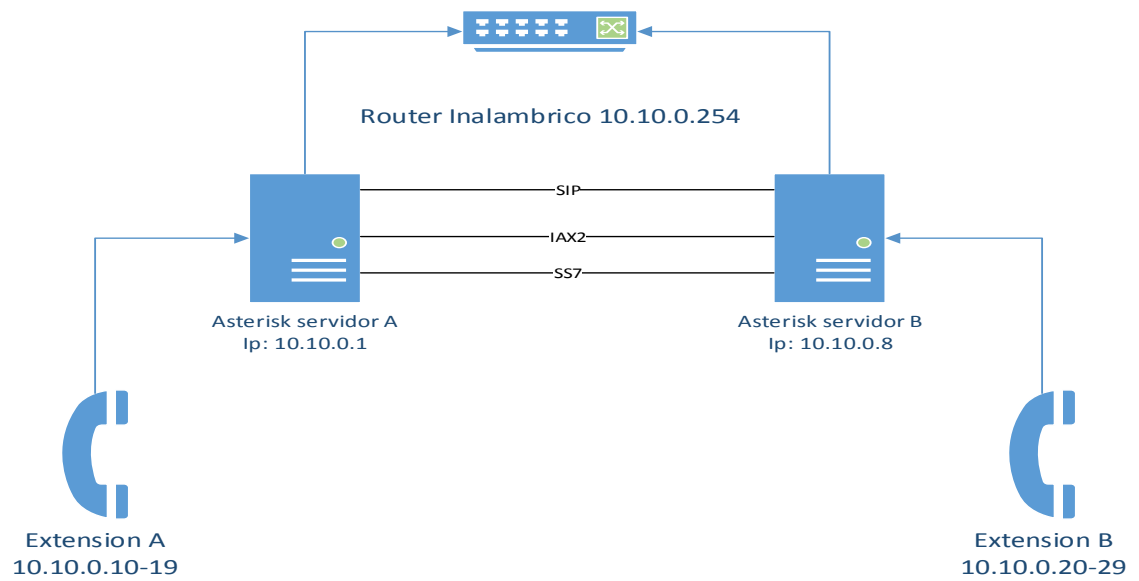 Router Inalambrico 10.10.0.254
SIP
IAX2
SS7
Asterisk servidor A
Ip: 10.10.0.1
Asterisk servidor B
Ip: 10.10.0.8
Extension A
10.10.0.10-19
Extension B
10.10.0.20-29